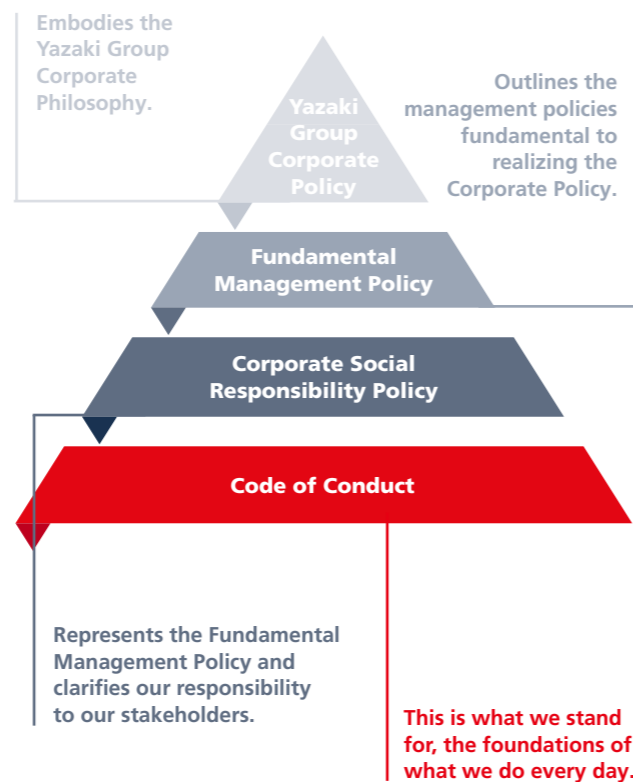 Embodies the
Yazaki Group
Corporate
Philosophy.
Yazaki
Group
Corporate
Policy
Outlines the
management policies
fundamental to
realizing the
Corporate Policy.
Fundamental
Management Policy
Corporate Social
Responsibility Policy
Code of Conduct
Represents the Fundamental
Management Policy and
clarifies our responsibility
to our stakeholders.
This is what we stand
for, the foundations of
what we do every day.